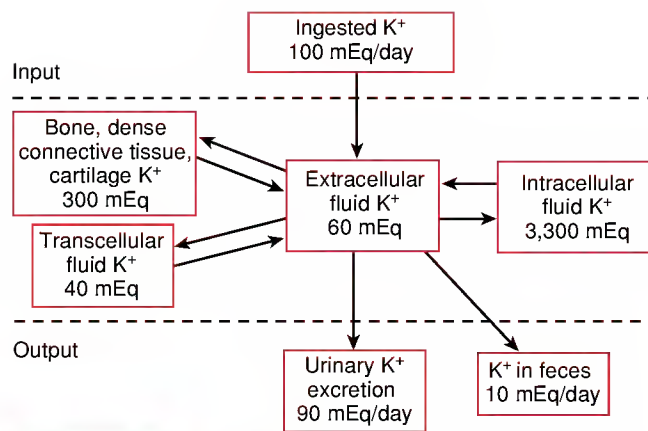 Ingested K⁺
100 mEq/day
Input
Bone, dense
connective tissue,
cartilage K⁺
300 mEq
Extracellular
fluid K⁺
60 mEq
Intracellular
fluid K⁺
3,300 mEq
Transcellular
fluid K⁺
40 mEq
Output
Urinary K⁺
excretion
90 mEq/day
K⁺ in feces
10 mEq/day